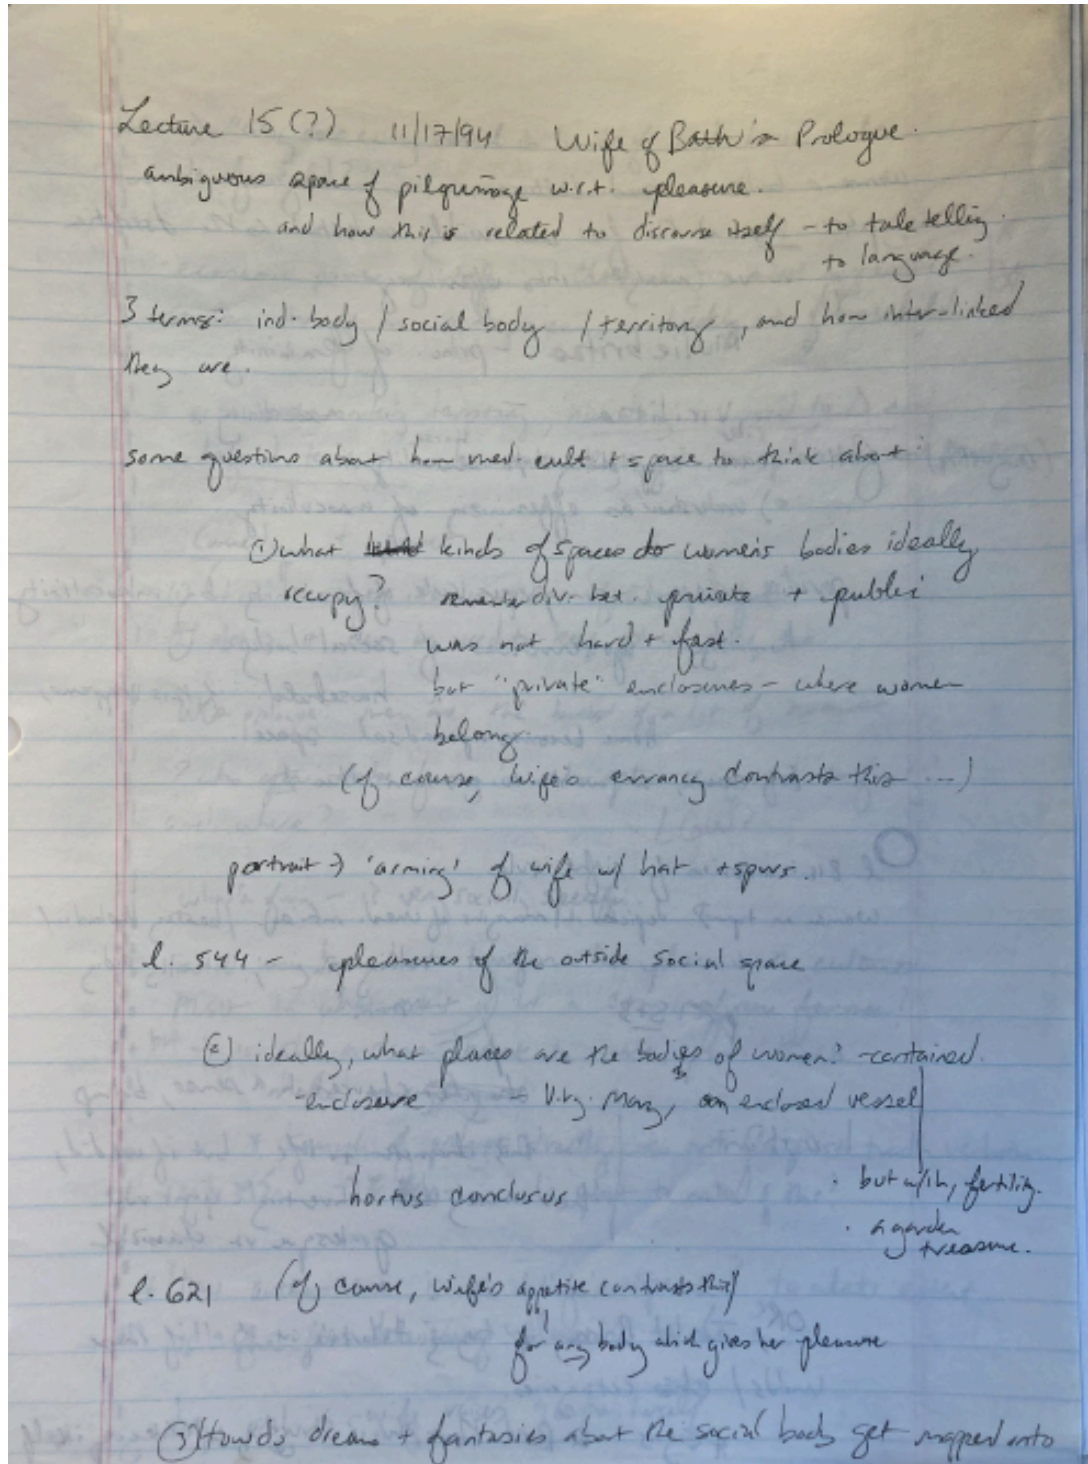 Lecture 15(?) 11/17/94 Wife of Bath's Prologue.
ambiguous space of pilgrimage w.r.t. pleasure.
and how this is related to discourse itself - to tale telling.
to language.
3 terms: ind. body / social body / territory, and how inter-linked
they are.
some questions about how med. cult + space to think about:
① what kinds of spaces do women's bodies ideally
occupy? remember div. bet. private + public
was not hard + fast.
but "private" enclosures - where women
belong.
(of course, Wife's errancy contrasts this ...)
portrait → 'arming' of wife w/ hat + spurs.
l. 544 - pleasures of the outside social space
② ideally, what places are the bodies of women? - contained.
- enclosure - Virg. Mary, an enclosed vessel
hortus conclusus
· but w/in, fertility.
· a garden
treasure.
l. 621 (of course, Wife's appetite contrasts this)
for any body which gives her pleasure
③ How do dreams + fantasies about the social body get mapped onto